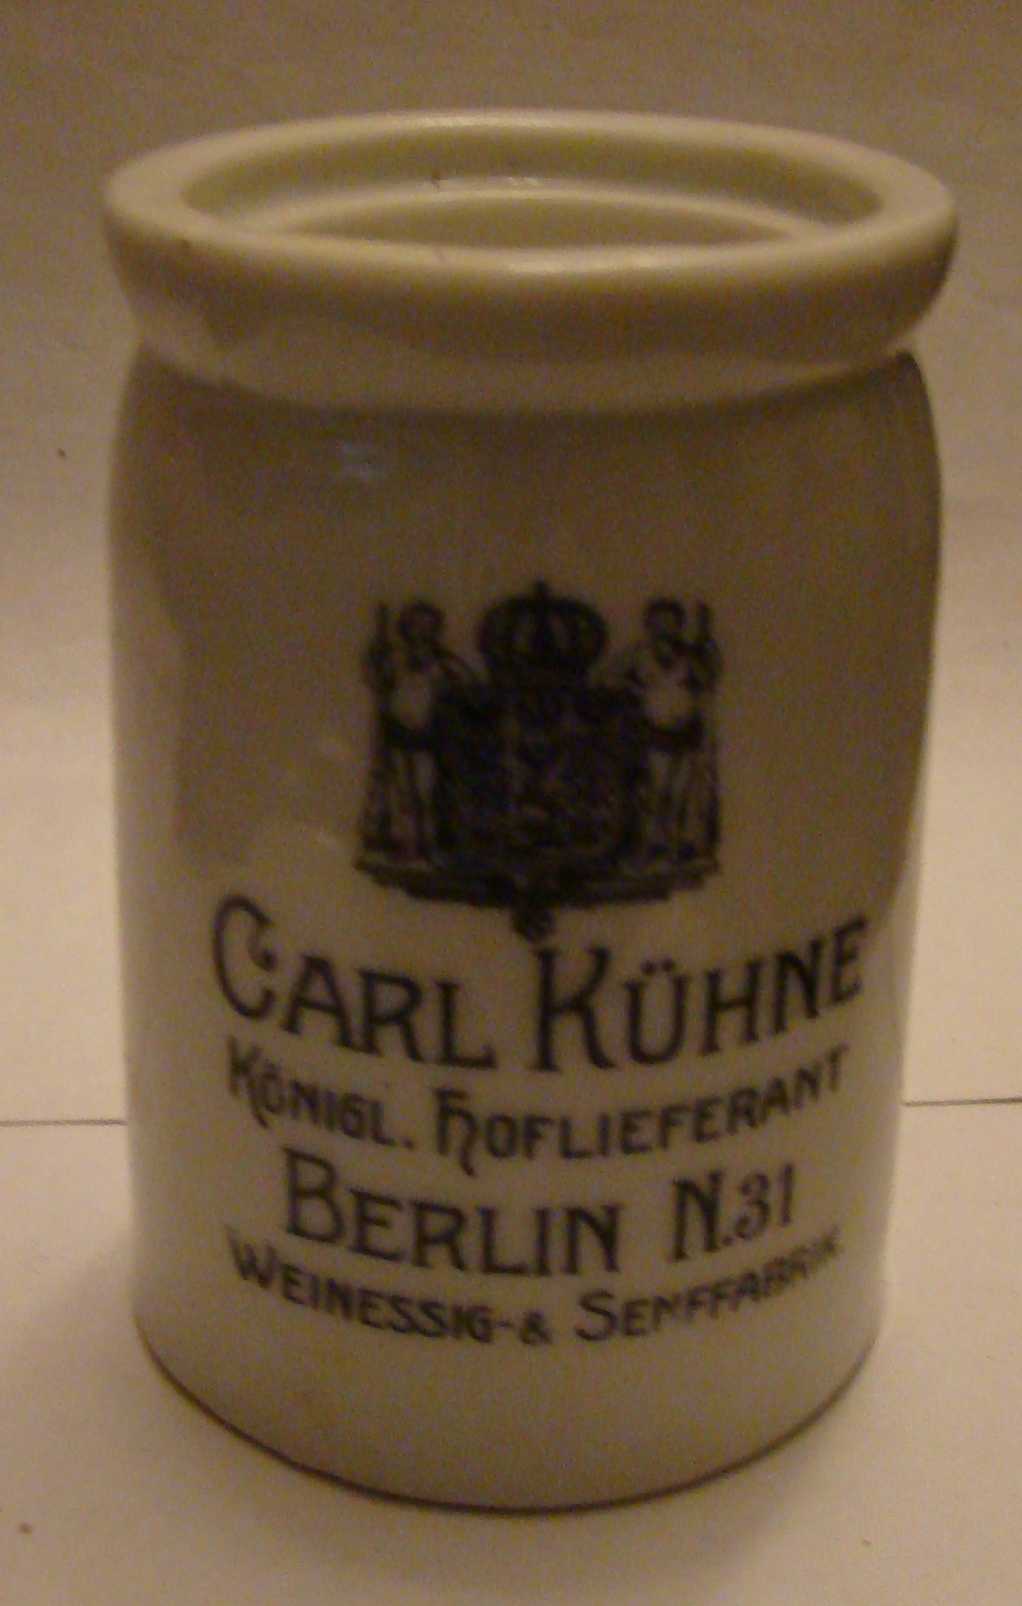 CARL KÜHNE
KÖNIGL. HOFLIEFERANT
BERLIN N.31
WEINESSIG-& SENFFABRIK